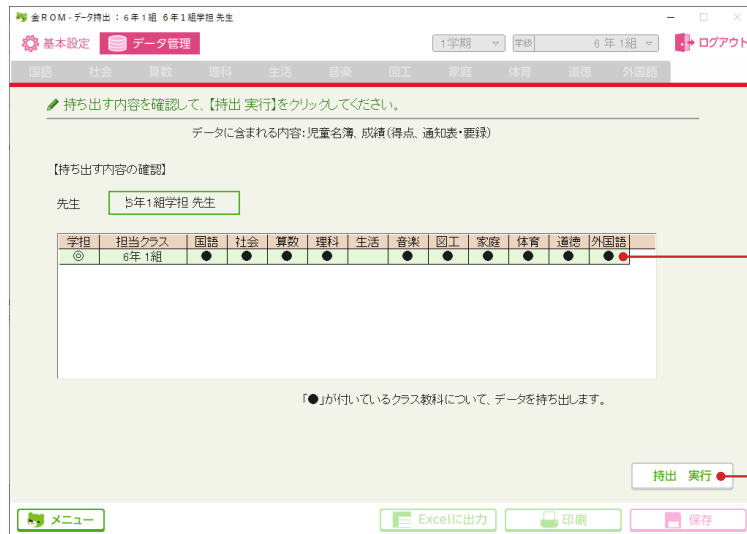 金ROM - データ持出 : 6年1組 6年1組学担 先生
基本設定 データ管理 1学期 学級 6年1組 ログアウト
国語 社会 算数 理科 生活 音楽 図工 家庭 体育 道徳 外国語
持ち出す内容を確認して、【持出 実行】をクリックしてください。
データに含まれる内容:児童名簿、成績(得点、通知表・要録)
【持ち出す内容の確認】
先生 6年1組学担 先生
学担 担当クラス 国語 社会 算数 理科 生活 音楽 図工 家庭 体育 道徳 外国語
◎ 6年1組 ● ● ● ● ● ● ● ● ● ●
「●」が付いているクラス教科について、データを持ち出します。
持出 実行
メニュー Excelに出力 印刷 保存